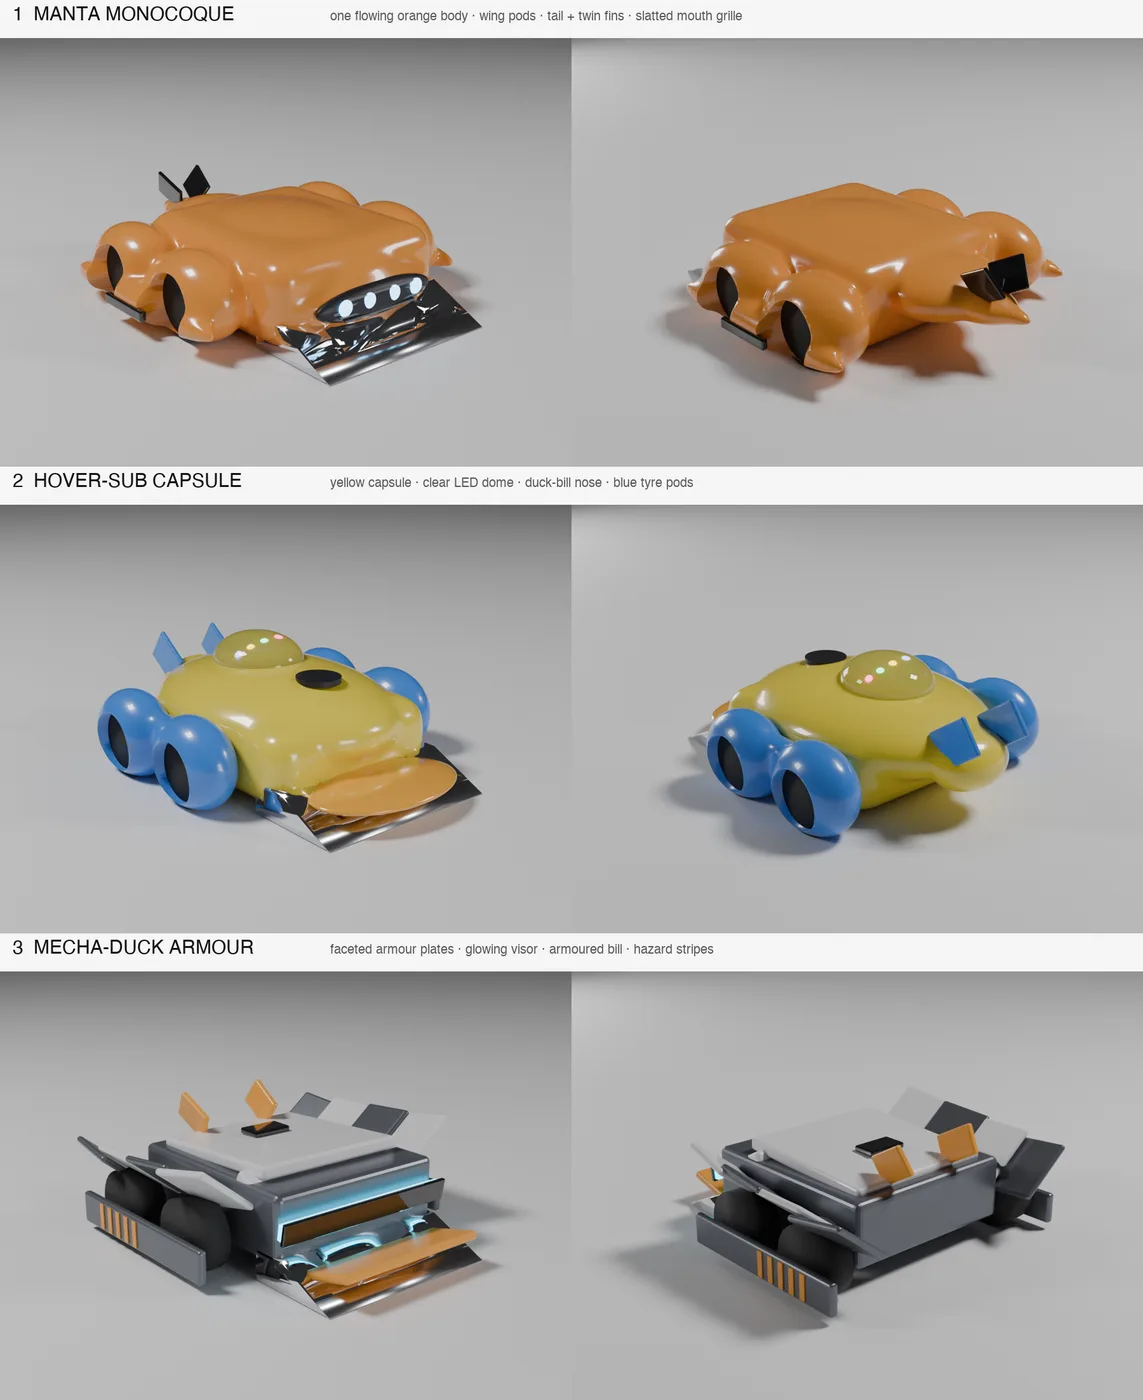 1 MANTA MONOCOQUE one flowing orange body · wing pods · tail + twin fins · slatted mouth grille
2 HOVER-SUB CAPSULE yellow capsule · clear LED dome · duck-bill nose · blue tyre pods
3 MECHA-DUCK ARMOUR faceted armour plates · glowing visor · armoured bill · hazard stripes